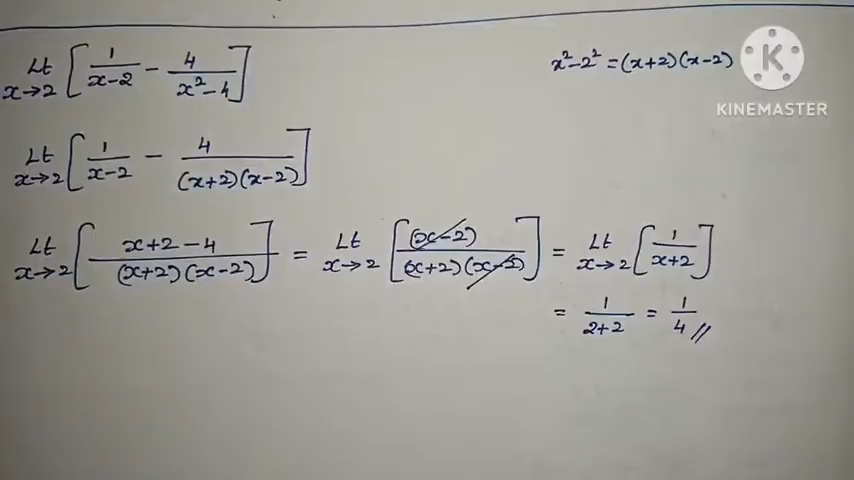 Lt x→2 [ 1/(x-2) - 4/(x²-4) ]
x²-2² = (x+2)(x-2)
K
KINEMASTER
Lt x→2 [ 1/(x-2) - 4/((x+2)(x-2)) ]
Lt x→2 [ (x+2-4)/((x+2)(x-2)) ] = Lt x→2 [ (x-2)/((x+2)(x-2)) ] = Lt x→2 [ 1/(x+2) ]
= 1/(2+2) = 1/4 //